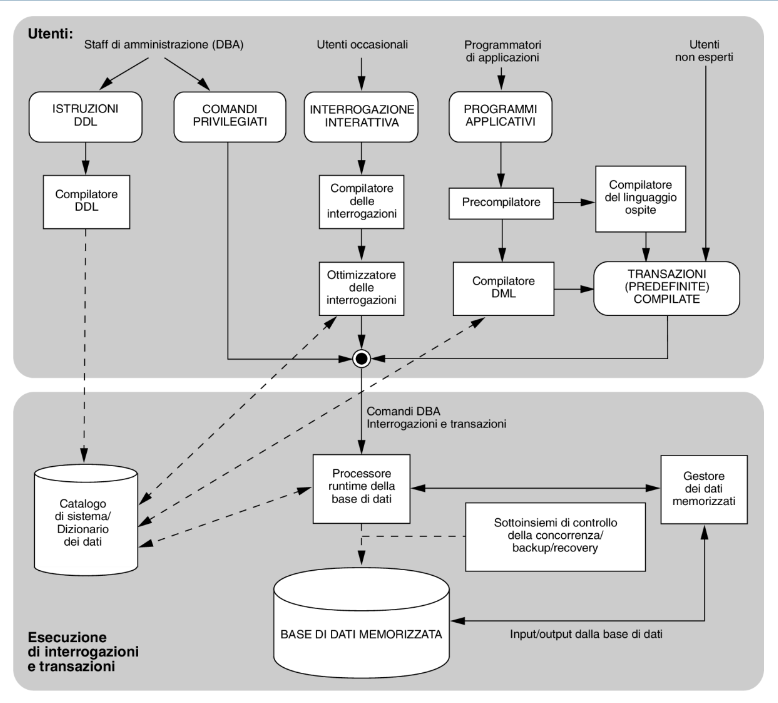 Utenti:
Staff di amministrazione (DBA)
Utenti occasionali
Programmatori
di applicazioni
Utenti
non esperti
ISTRUZIONI
DDL
COMANDI
PRIVILEGIATI
INTERROGAZIONE
INTERATTIVA
PROGRAMMI
APPLICATIVI
Compilatore
DDL
Compilatore
delle
interrogazioni
Precompilatore
Compilatore
del linguaggio
ospite
Ottimizzatore
delle
interrogazioni
Compilatore
DML
TRANSAZIONI
(PREDEFINITE)
COMPILATE
Comandi DBA
Interrogazioni e transazioni
Catalogo
di sistema/
Dizionario
dei dati
Processore
runtime della
base di dati
Gestore
dei dati
memorizzati
Sottoinsiemi di controllo
della concorrenza/
backup/recovery
BASE DI DATI MEMORIZZATA
Input/output dalla base di dati
Esecuzione
di interrogazioni
e transazioni